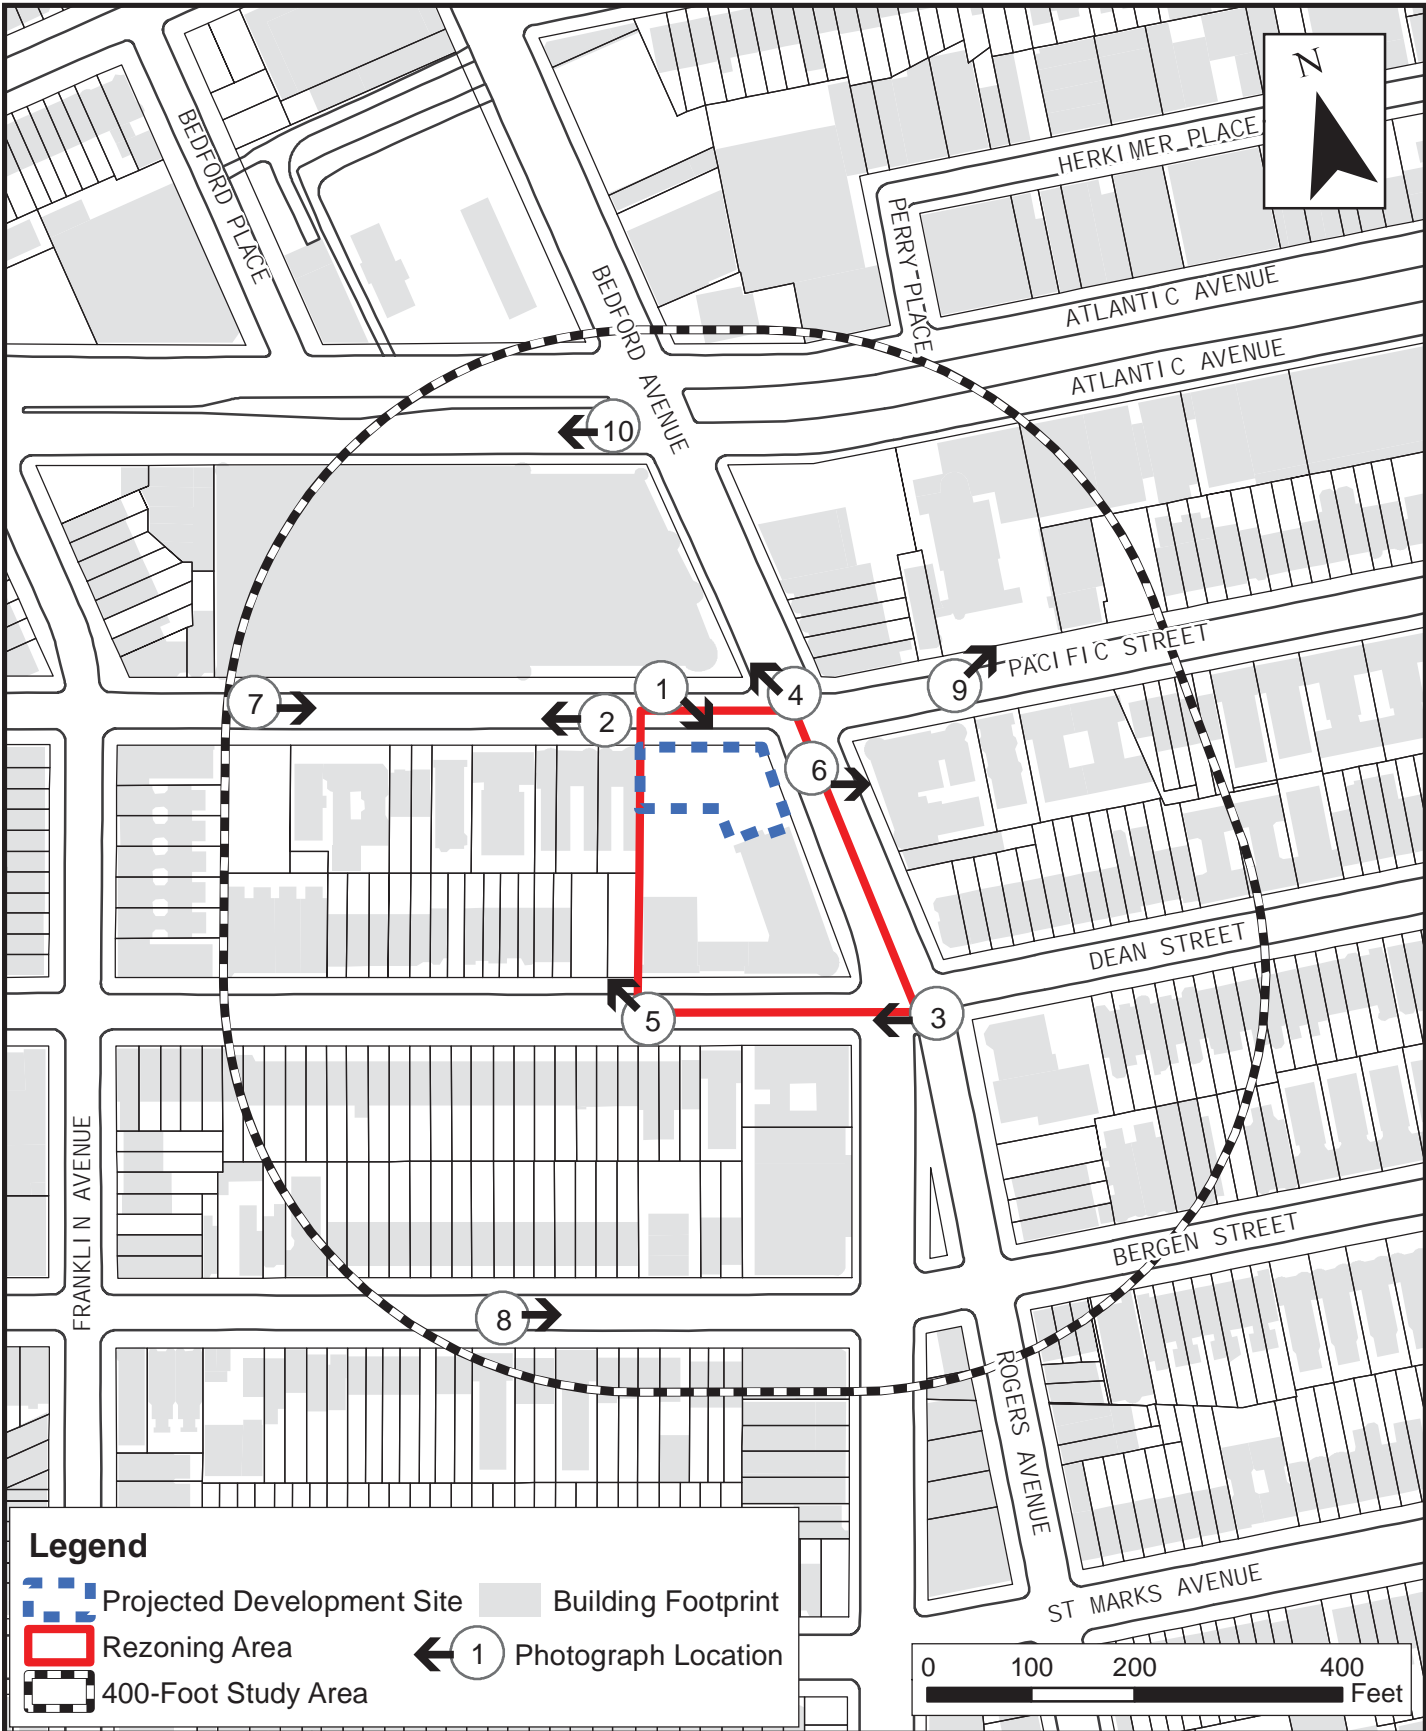 N
HERKIMER PLACE
BEDFORD PLACE
PERRY PLACE
BEDFORD AVENUE
ATLANTIC AVENUE
ATLANTIC AVENUE
10
PACIFIC STREET
1
4
9
7
2
6
DEAN STREET
3
5
FRANKLIN AVENUE
BERGEN STREET
8
ROGERS AVENUE
ST MARKS AVENUE
Legend
Projected Development Site
Building Footprint
Rezoning Area
1 Photograph Location
400-Foot Study Area
0 100 200 400
Feet